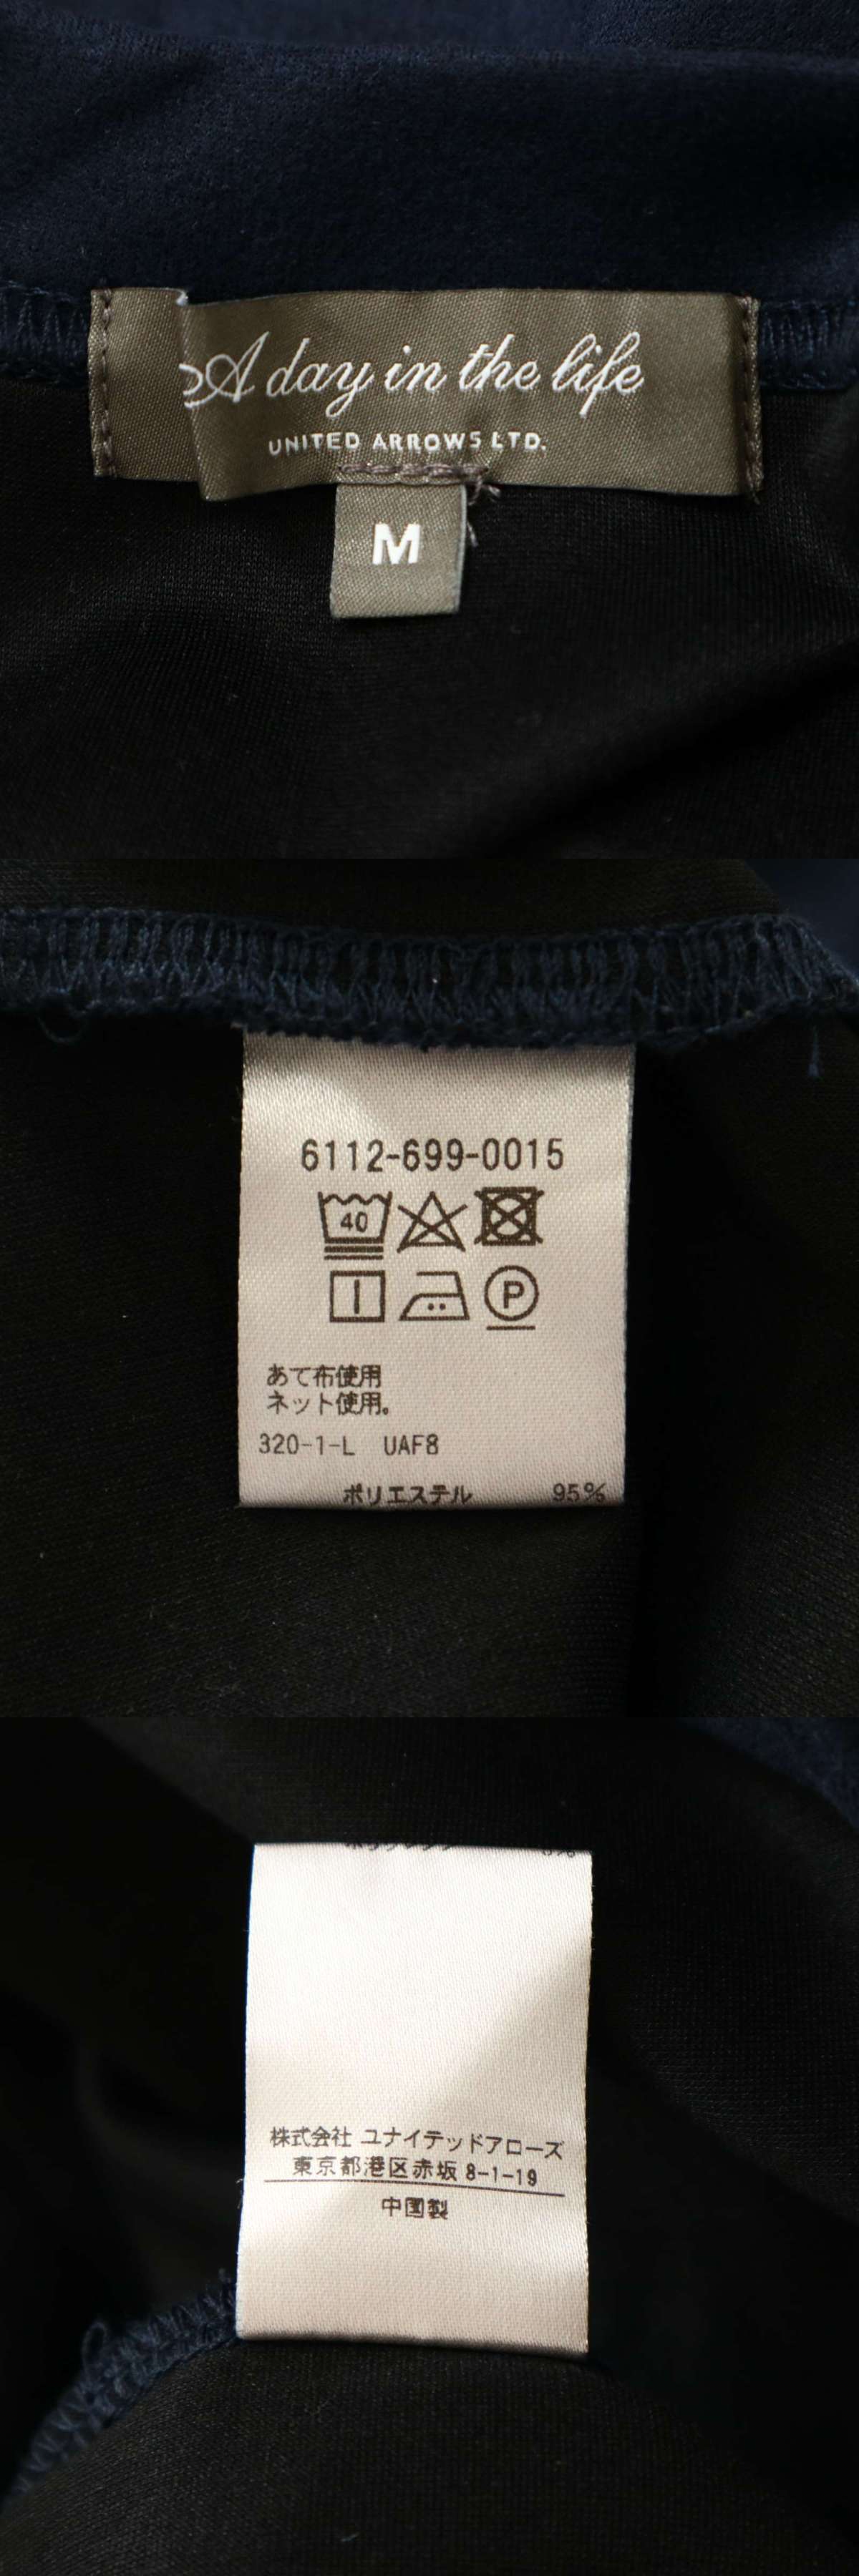 A day in the life
UNITED ARROWS LTD.
M
6112-699-0015
40
P
あて布使用
ネット使用。
320-1-L UAF8
ポリエステル 95%
株式会社 ユナイテッドアローズ
東京都港区赤坂 8-1-19
中国製